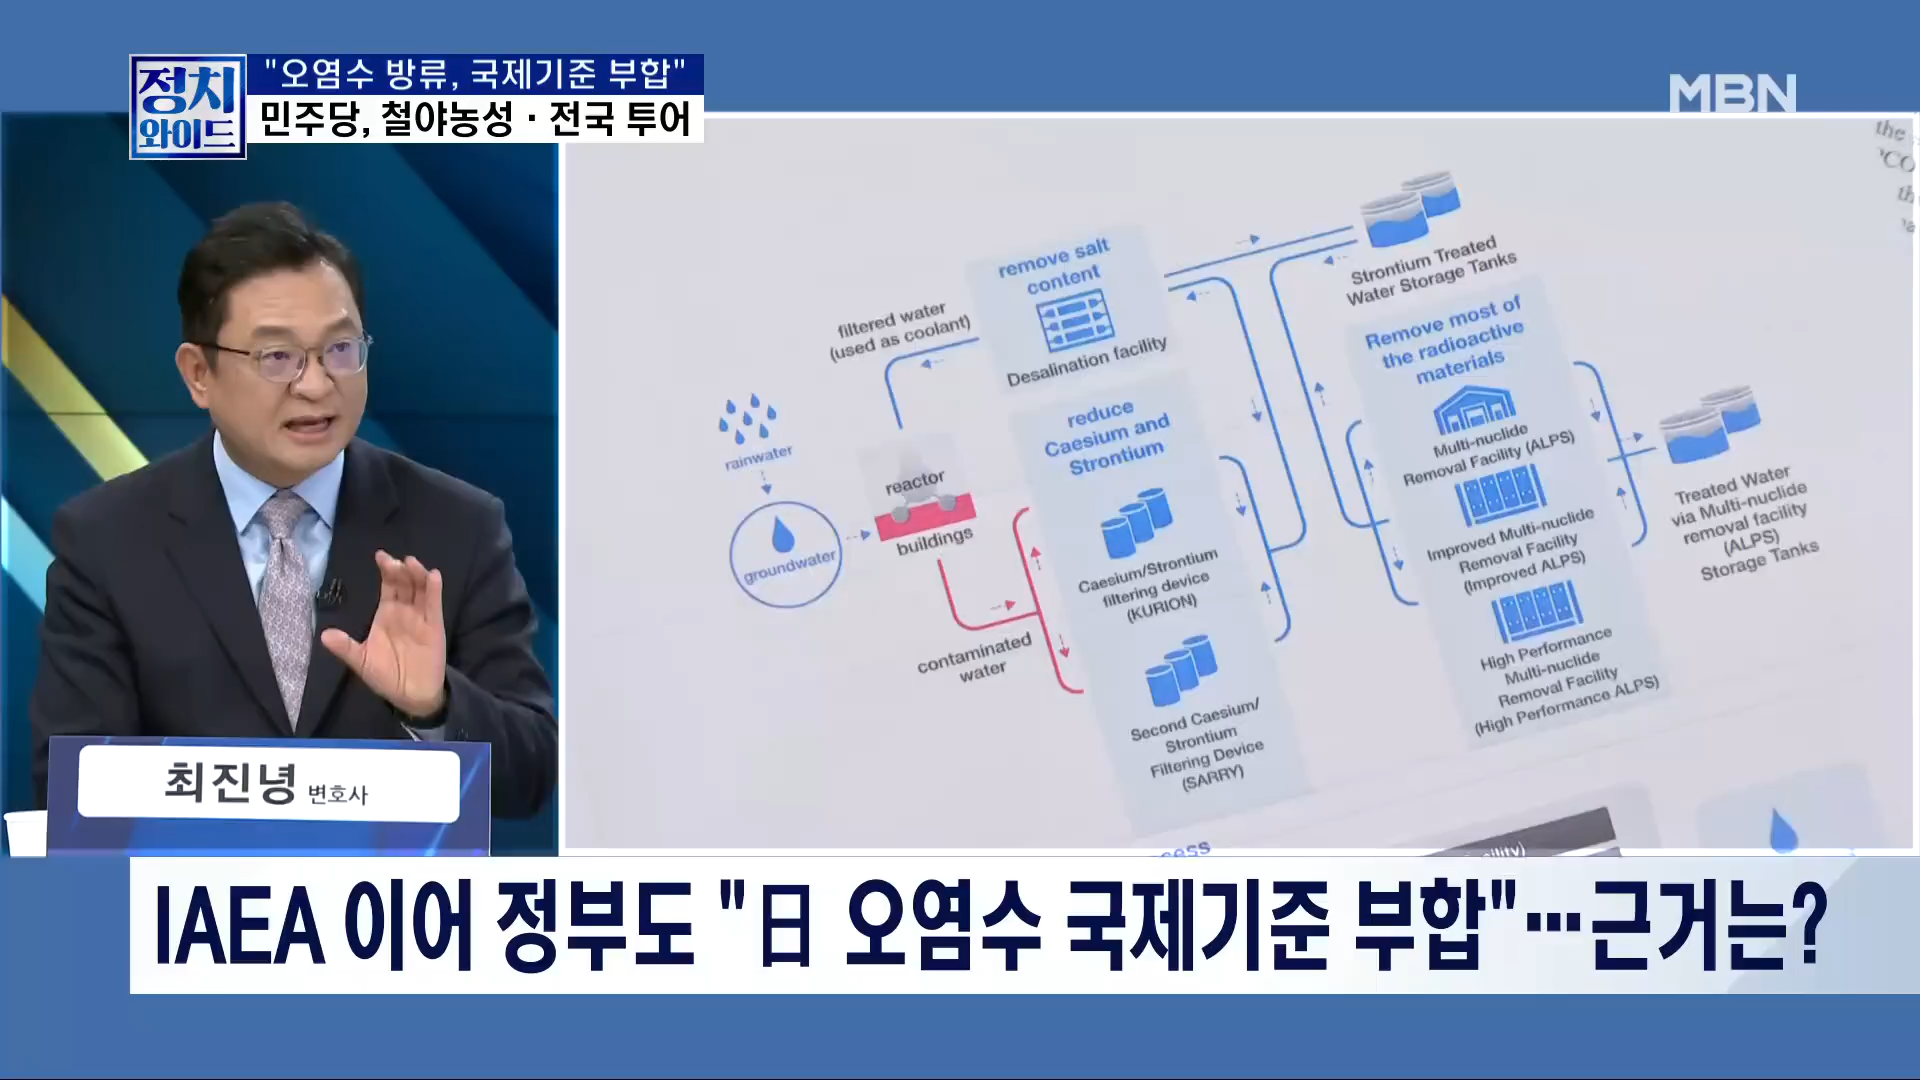 정치
와이드
"오염수 방류, 국제기준 부합"
민주당, 철야농성 · 전국 투어
MBN
the
the
remove salt
content
Desalination facility
filtered water
(used as coolant)
rainwater
groundwater
reactor
buildings
contaminated
water
reduce
Caesium and
Strontium
Caesium/Strontium
filtering device
(KURION)
Second Caesium/
Strontium
Filtering Device
(SARRY)
Strontium Treated
Water Storage Tanks
Remove most of
the radioactive
materials
Multi-nuclide
Removal Facility (ALPS)
Improved Multi-nuclide
Removal Facility
(Improved ALPS)
High Performance
Multi-nuclide
Removal Facility
(High Performance ALPS)
Treated Water
via Multi-nuclide
removal facility
(ALPS)
Storage Tanks
최진녕 변호사
IAEA 이어 정부도 "日 오염수 국제기준 부합"…근거는?